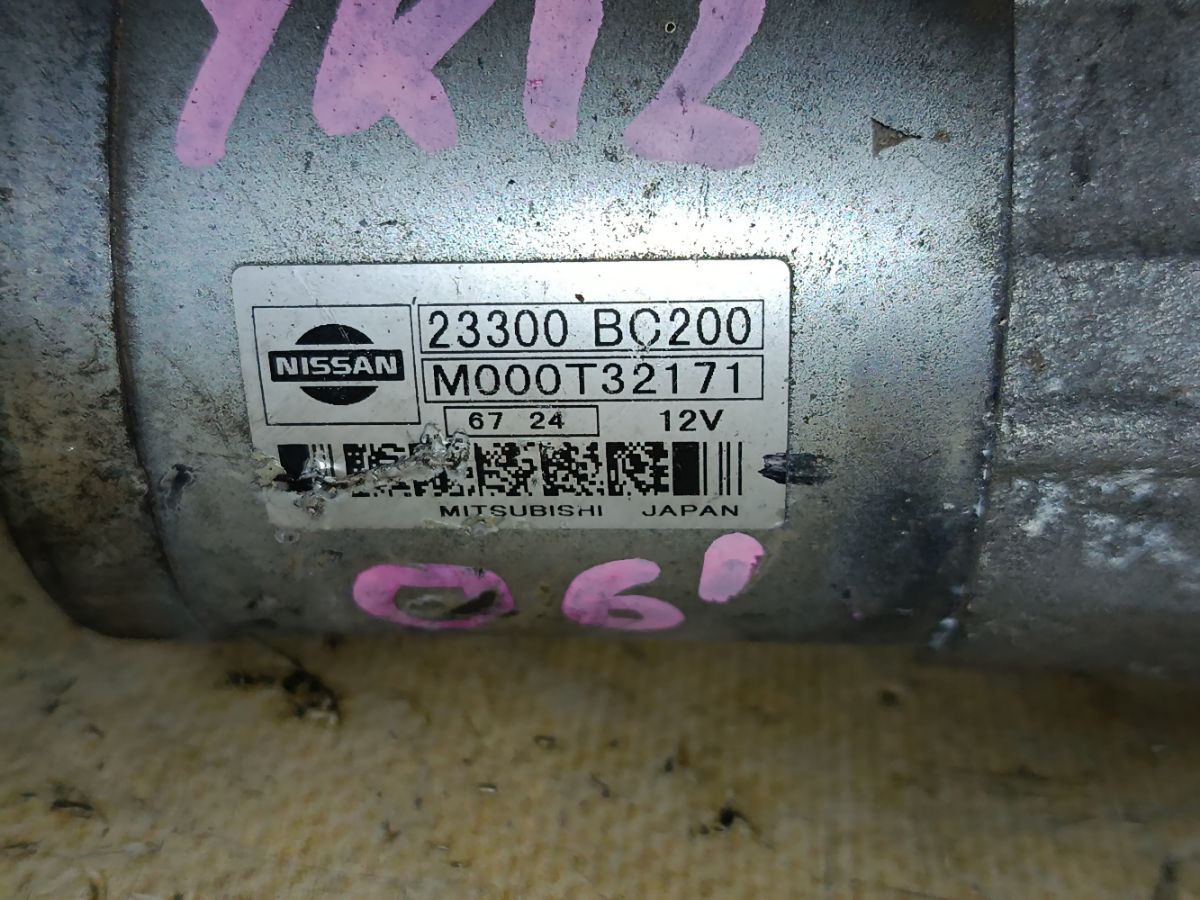 YK12
NISSAN
23300 BC200
M000T32171
67 24 12V
MITSUBISHI JAPAN
06'